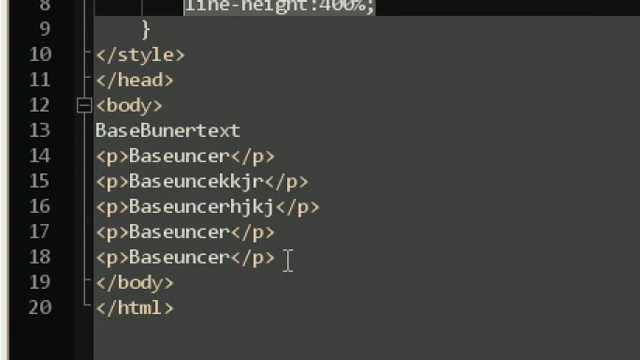 8 line-height:400%;
9 }
10 </style>
11 </head>
12 <body>
13 BaseBunertext
14 <p>Baseuncer</p>
15 <p>Baseuncekkjr</p>
16 <p>Baseuncerhjkj</p>
17 <p>Baseuncer</p>
18 <p>Baseuncer</p>
19 </body>
20 </html>